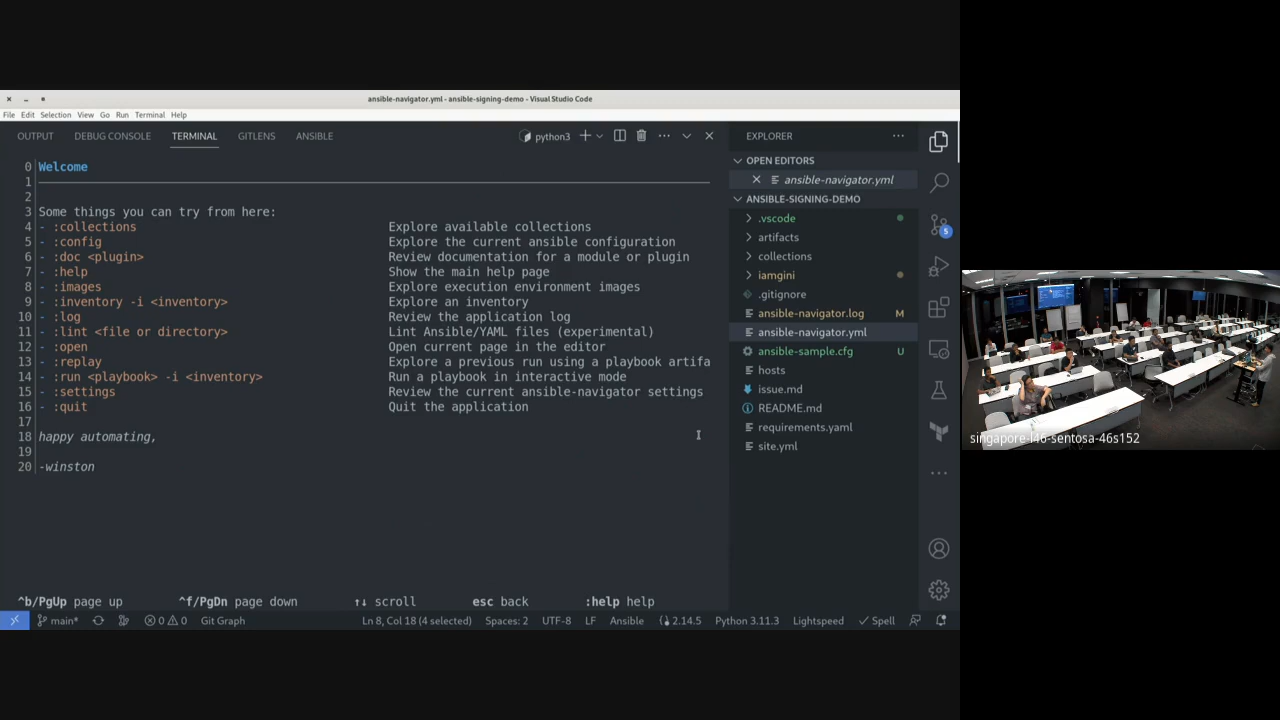 ansible-navigator.yml - ansible-signing-demo - Visual Studio Code
File Edit Selection View Go Run Terminal Help
OUTPUT DEBUG CONSOLE TERMINAL GITLENS ANSIBLE python3
0 Welcome
1
2
3 Some things you can try from here:
4 - :collections Explore available collections
5 - :config Explore the current ansible configuration
6 - :doc <plugin> Review documentation for a module or plugin
7 - :help Show the main help page
8 - :images Explore execution environment images
9 - :inventory -i <inventory> Explore an inventory
10 - :log Review the application log
11 - :lint <file or directory> Lint Ansible/YAML files (experimental)
12 - :open Open current page in the editor
13 - :replay Explore a previous run using a playbook artifa
14 - :run <playbook> -i <inventory> Run a playbook in interactive mode
15 - :settings Review the current ansible-navigator settings
16 - :quit Quit the application
17
18 happy automating,
19
20 -winston
^b/PgUp page up ^f/PgDn page down ↑↓ scroll esc back :help help
EXPLORER
OPEN EDITORS
ansible-navigator.yml
ANSIBLE-SIGNING-DEMO
.vscode
artifacts
collections
iamgini
.gitignore
ansible-navigator.log M
ansible-navigator.yml
ansible-sample.cfg U
hosts
issue.md
README.md
requirements.yaml
site.yml
5
main* 0 0 Git Graph Ln 8, Col 18 (4 selected) Spaces: 2 UTF-8 LF Ansible 2.14.5 Python 3.11.3 Lightspeed Spell
singapore-l46-sentosa-46s152